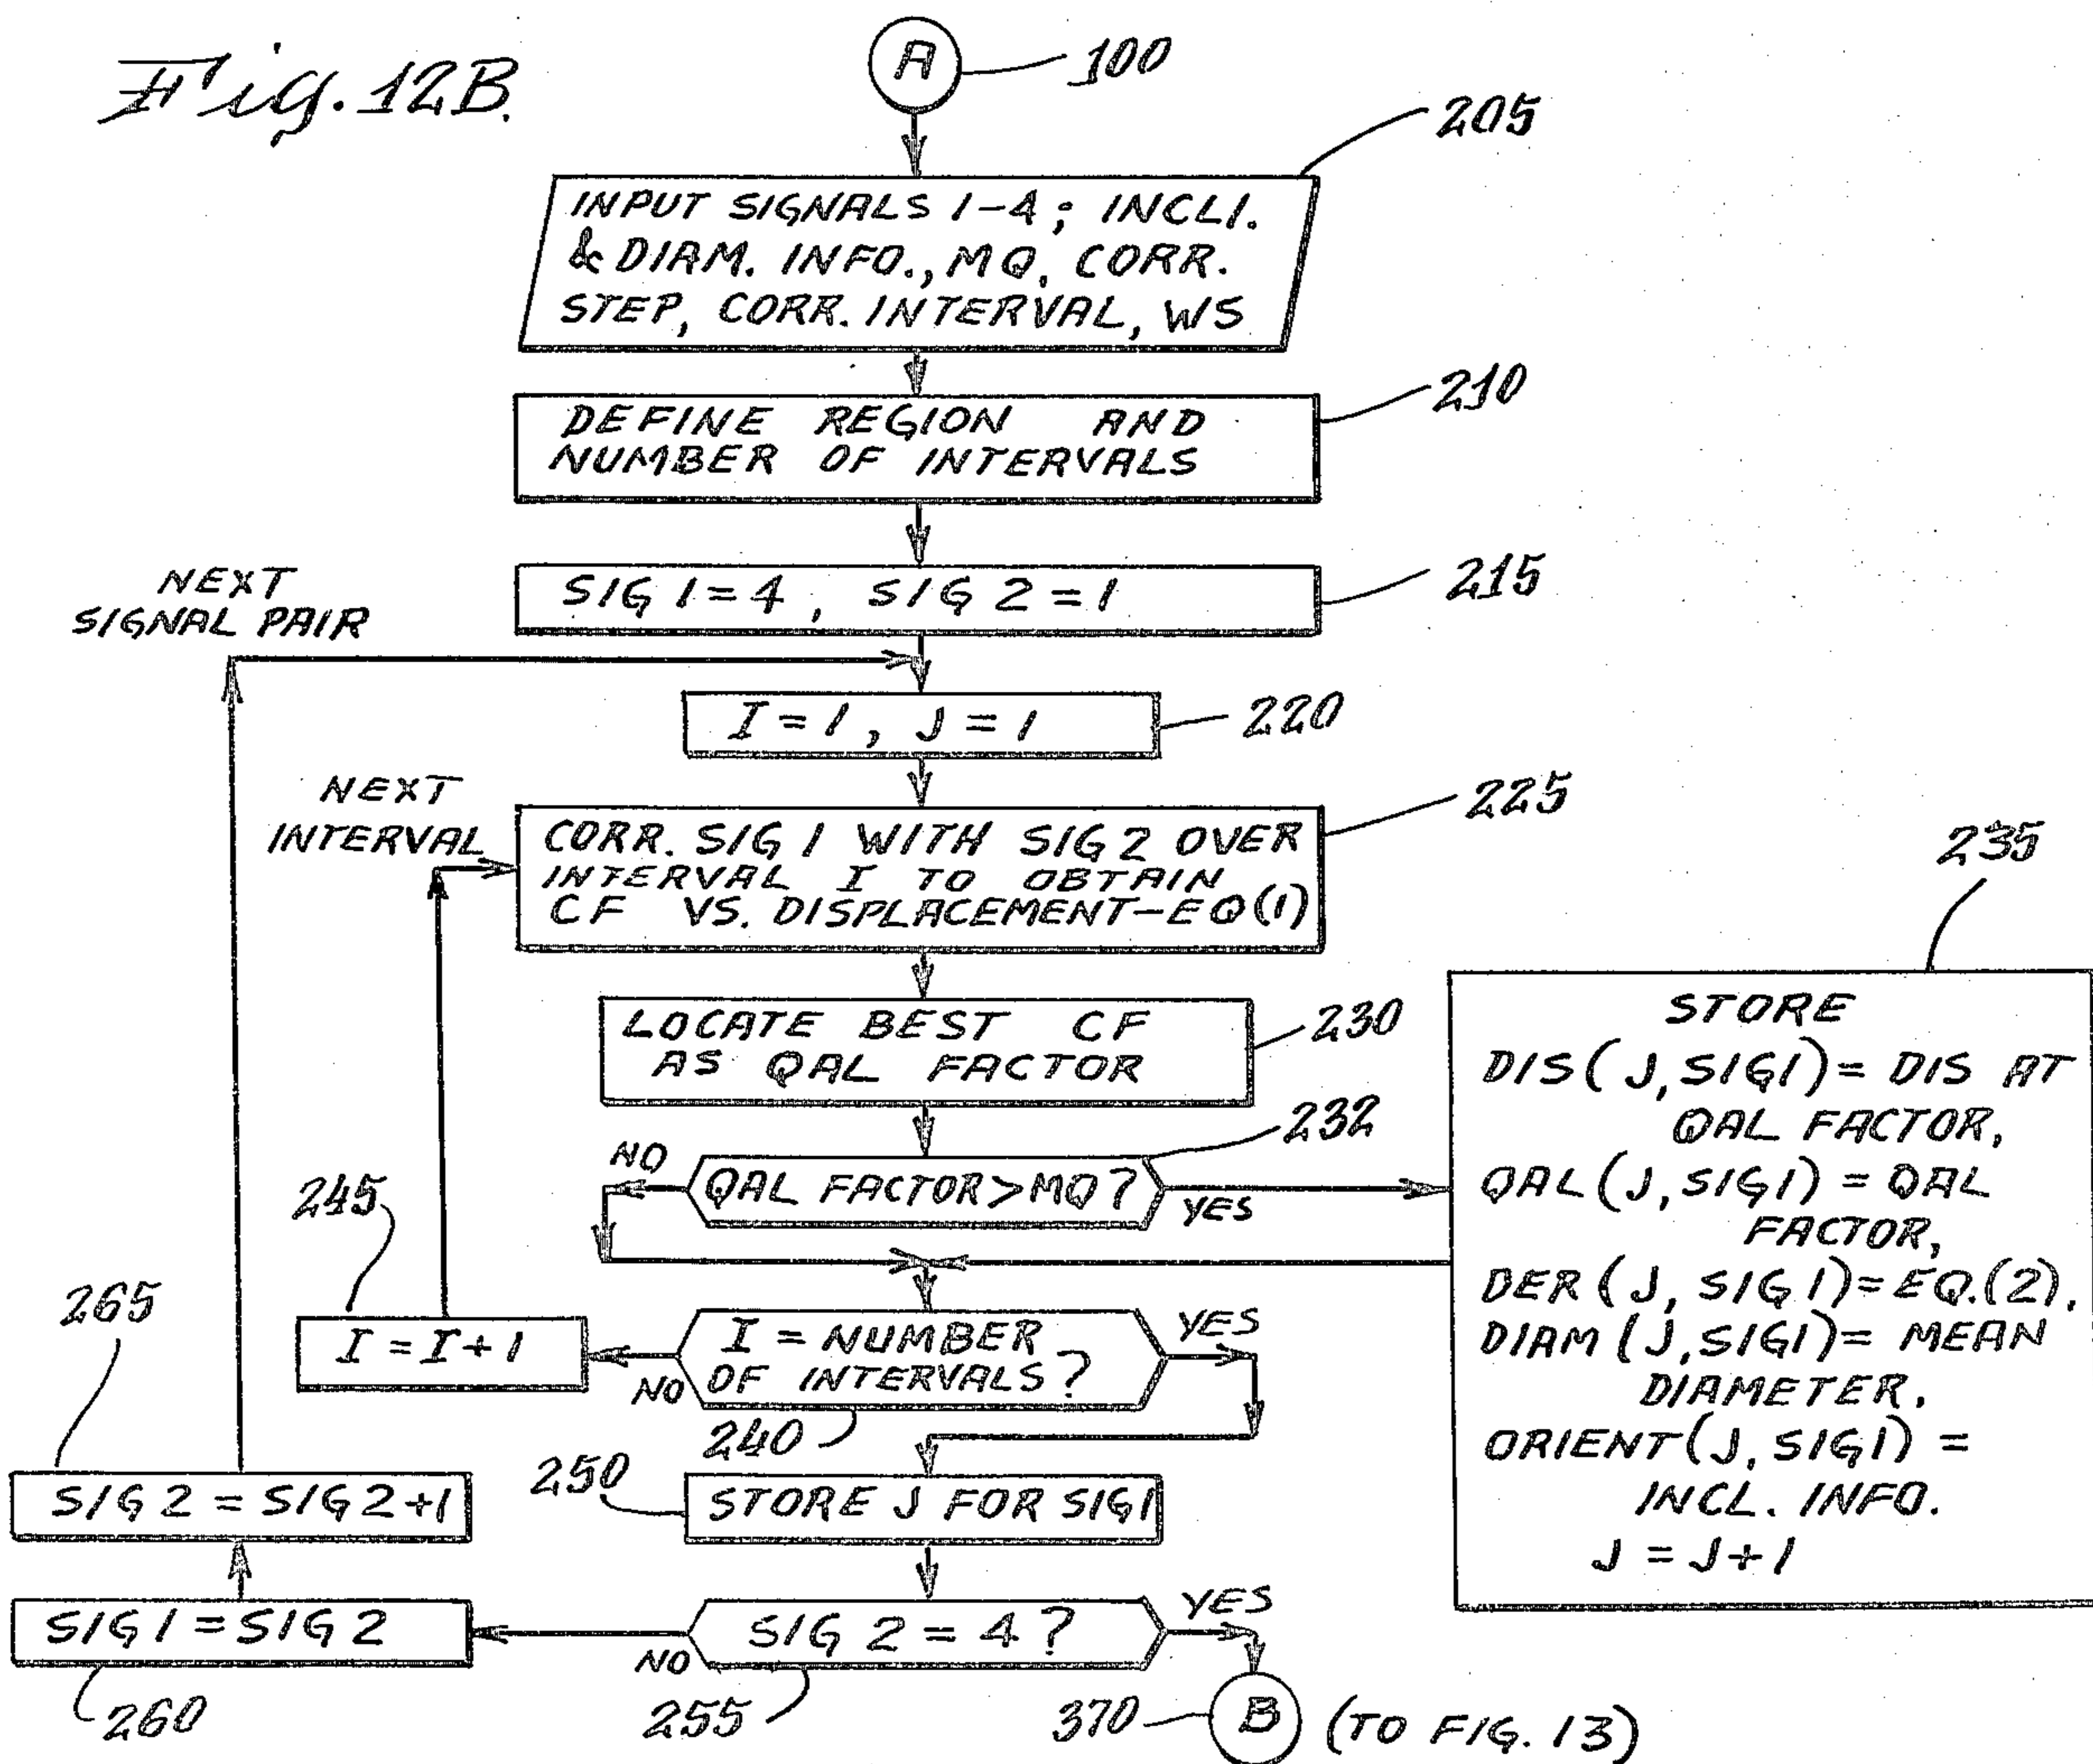 Fig. 12B.
A
100
205
INPUT SIGNALS 1-4; INCLI.
& DIAM. INFO., MQ, CORR.
STEP, CORR. INTERVAL, WS
210
DEFINE REGION AND
NUMBER OF INTERVALS
NEXT
SIGNAL PAIR
SIG 1 = 4, SIG 2 = 1
215
I = 1, J = 1
220
NEXT
INTERVAL
225
CORR. SIG 1 WITH SIG 2 OVER
INTERVAL I TO OBTAIN
CF VS. DISPLACEMENT-EQ(1)
235
LOCATE BEST CF
AS QAL FACTOR
230
232
NO
QAL FACTOR>MQ?
YES
STORE
DIS(J, SIG1) = DIS AT
QAL FACTOR,
QAL(J, SIG1) = QAL
FACTOR,
DER (J, SIG 1) = EQ.(2),
DIAM (J, SIG1) = MEAN
DIAMETER,
ORIENT(J, SIG1) =
INCL. INFO.
J = J+1
245
265
I = I+1
I = NUMBER
OF INTERVALS?
YES
NO
240
250
STORE J FOR SIG1
SIG 2 = SIG 2+1
SIG 1 = SIG 2
260
SIG 2 = 4?
YES
NO
255
370
B
(TO FIG. 13)